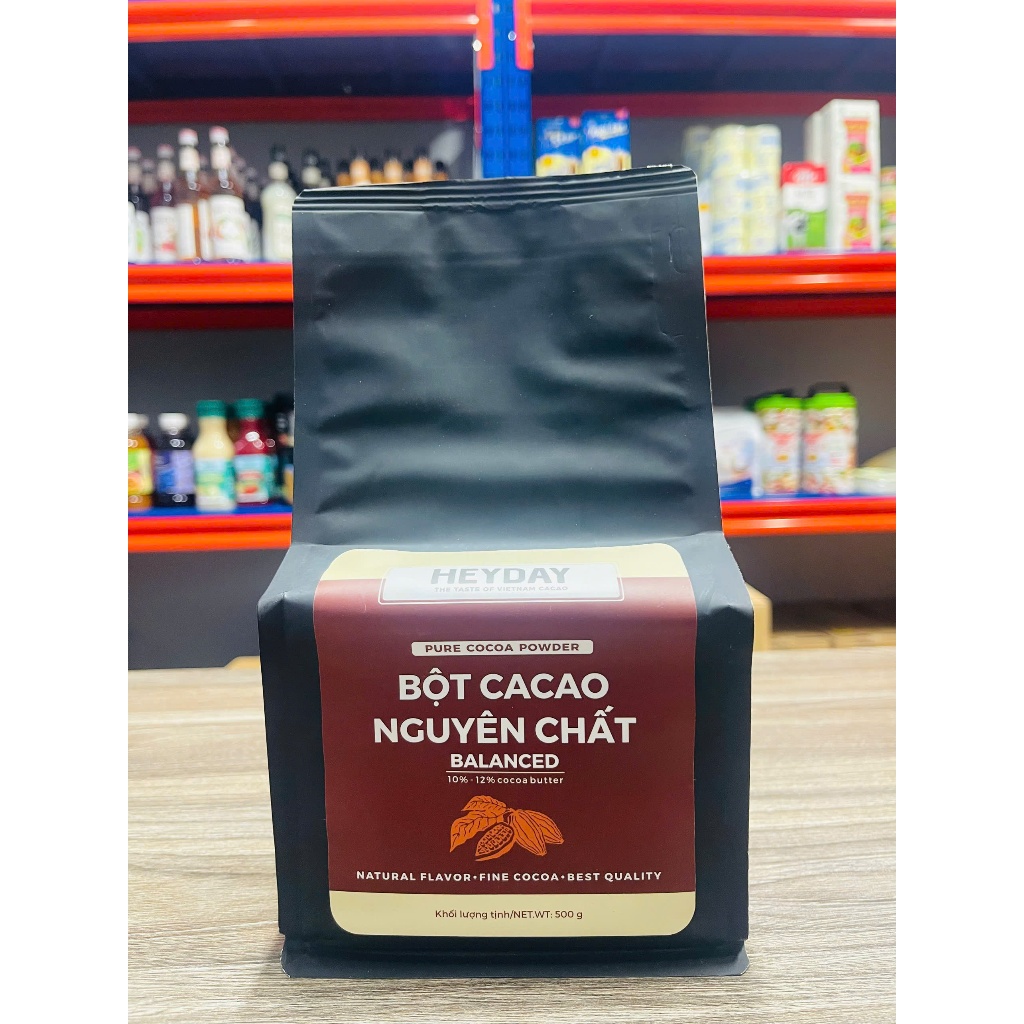 HEYDAY
THE TASTE OF VIETNAM CACAO
PURE COCOA POWDER
BỘT CACAO
NGUYÊN CHẤT
BALANCED
10% - 12% cocoa butter
NATURAL FLAVOR • FINE COCOA • BEST QUALITY
Khối lượng tịnh/NET.WT: 500 g